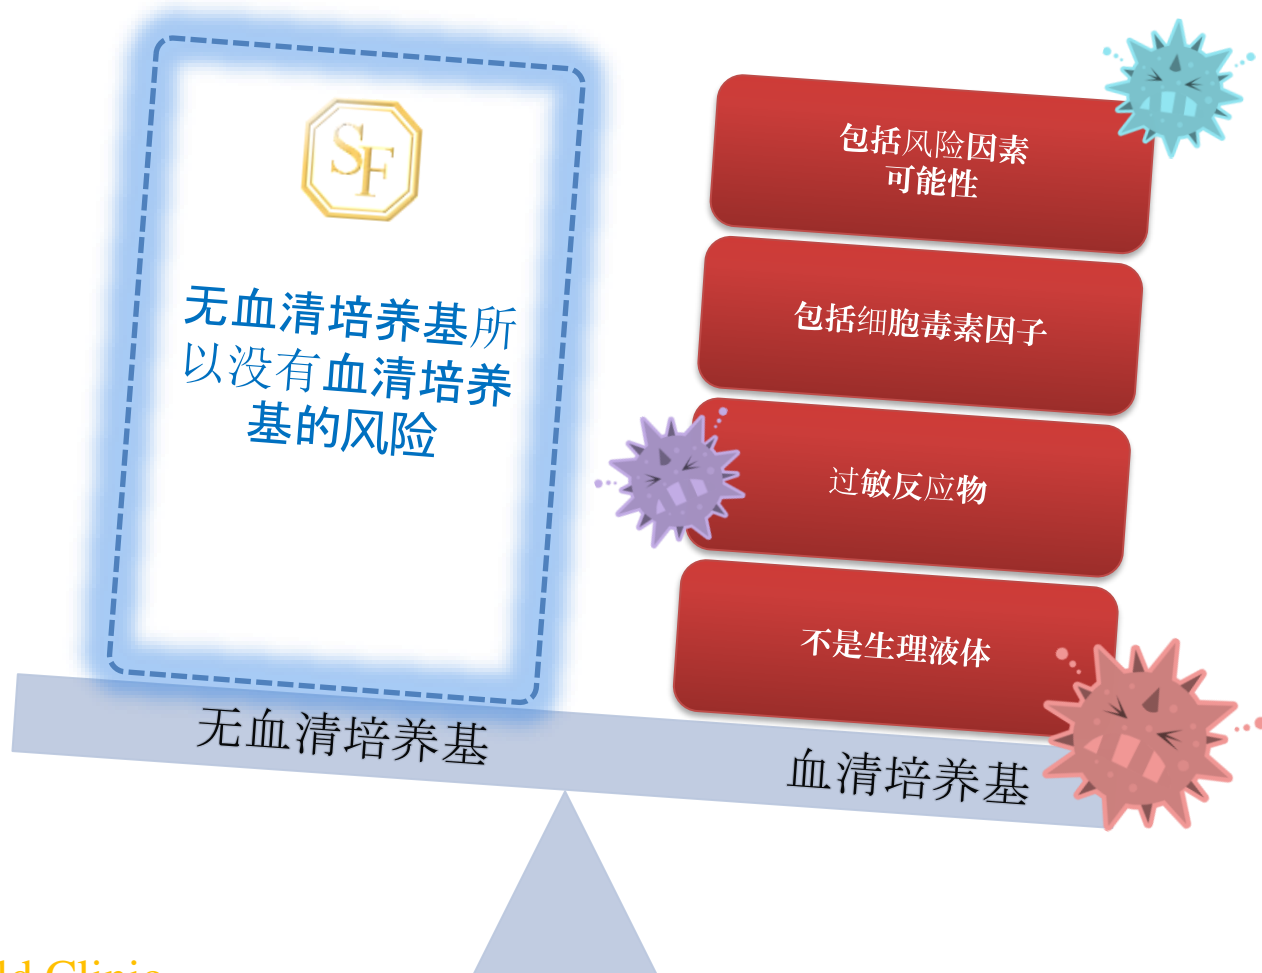 SF
无血清培养基所
以没有血清培养
基的风险
包括风险因素
可能性
包括细胞毒素因子
过敏反应物
不是生理液体
无血清培养基
血清培养基
Clinic